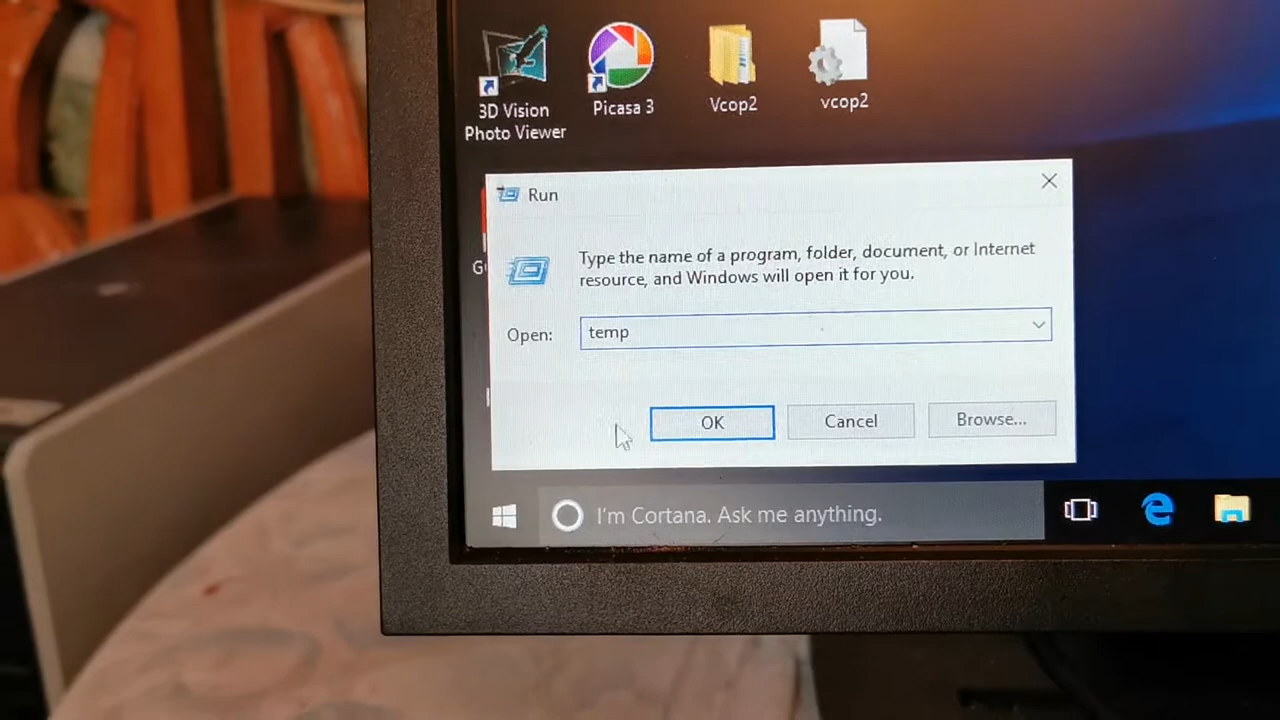 3D Vision
Photo Viewer
Picasa 3
Vcop2
vcop2
Run
Type the name of a program, folder, document, or Internet
resource, and Windows will open it for you.
Open:
temp
OK
Cancel
Browse...
I'm Cortana. Ask me anything.